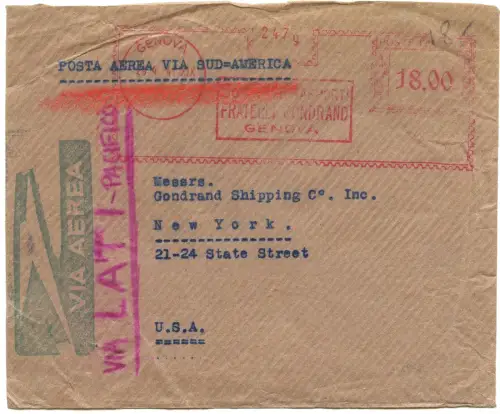 GENOVA
2479
18.00
POSTA AEREA VIA SUD=AMERICA
FRATELLI GONDRAND
GENOVA
VIA AEREA
VIA LATI-PACIFICO
Messrs.
Gondrand Shipping Co. Inc.
New York.
21-24 State Street
U.S.A.